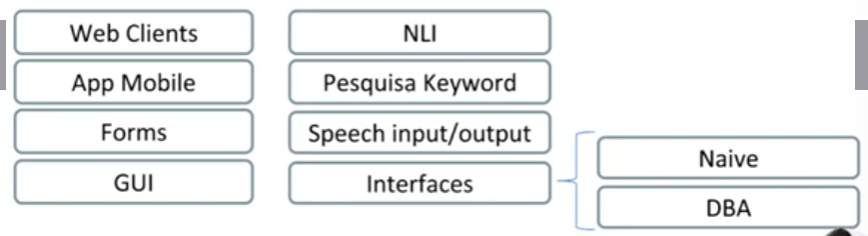 Web Clients
App Mobile
Forms
GUI
NLI
Pesquisa Keyword
Speech input/output
Interfaces
Naive
DBA